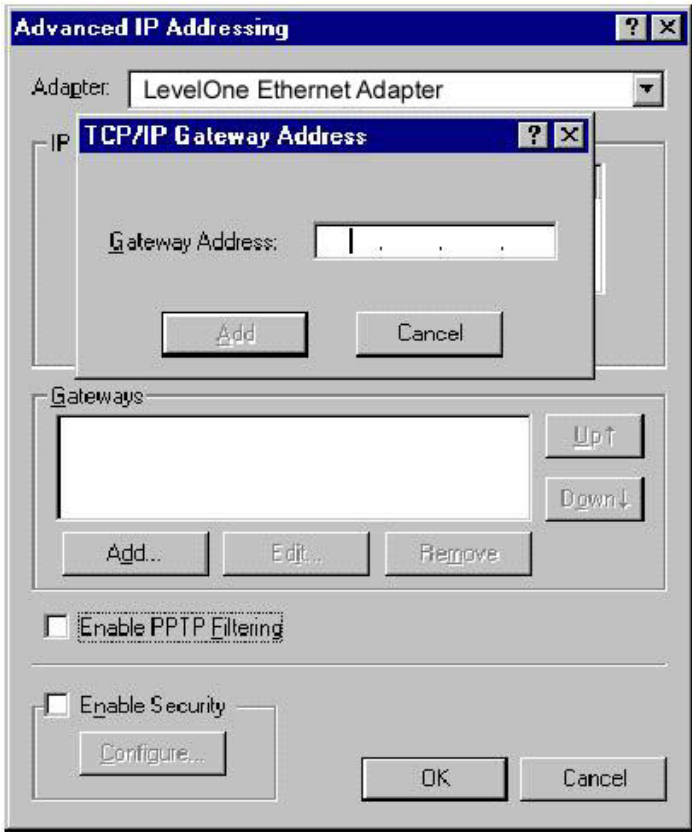 Advanced IP Addressing
Adapter: LevelOne Ethernet Adapter
IP
TCP/IP Gateway Address
Gateway Address: . . .
Add Cancel
Gateways
Up↑
Down↓
Add... Edit... Remove
Enable PPTP Filtering
Enable Security
Configure...
OK Cancel